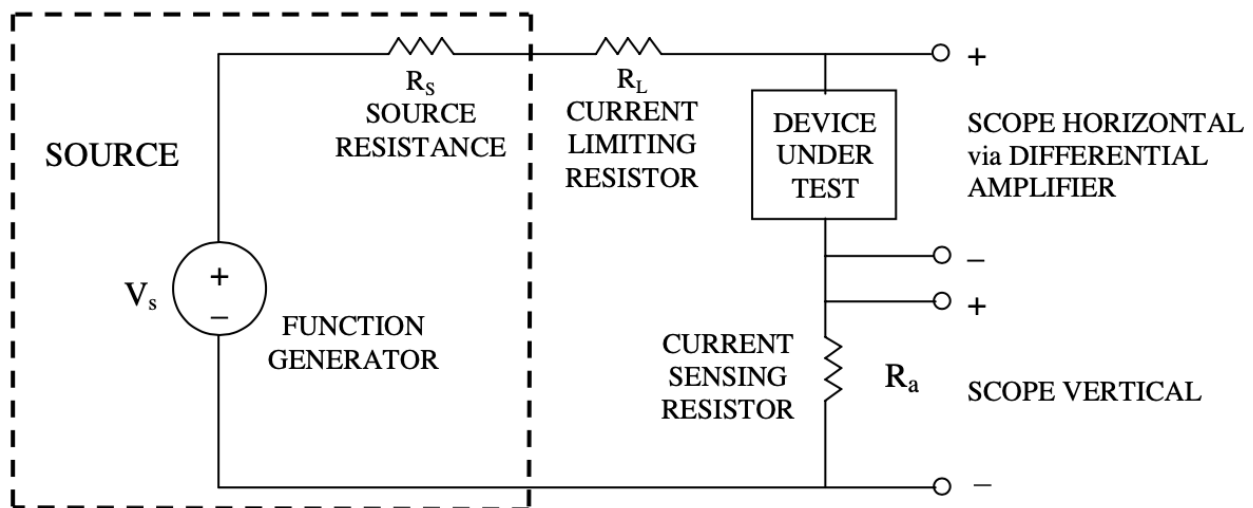 SOURCE
V_s
+
–
FUNCTION
GENERATOR
R_S
SOURCE
RESISTANCE
R_L
CURRENT
LIMITING
RESISTOR
DEVICE
UNDER
TEST
+
SCOPE HORIZONTAL
via DIFFERENTIAL
AMPLIFIER
–
+
CURRENT
SENSING
RESISTOR
R_a
SCOPE VERTICAL
–